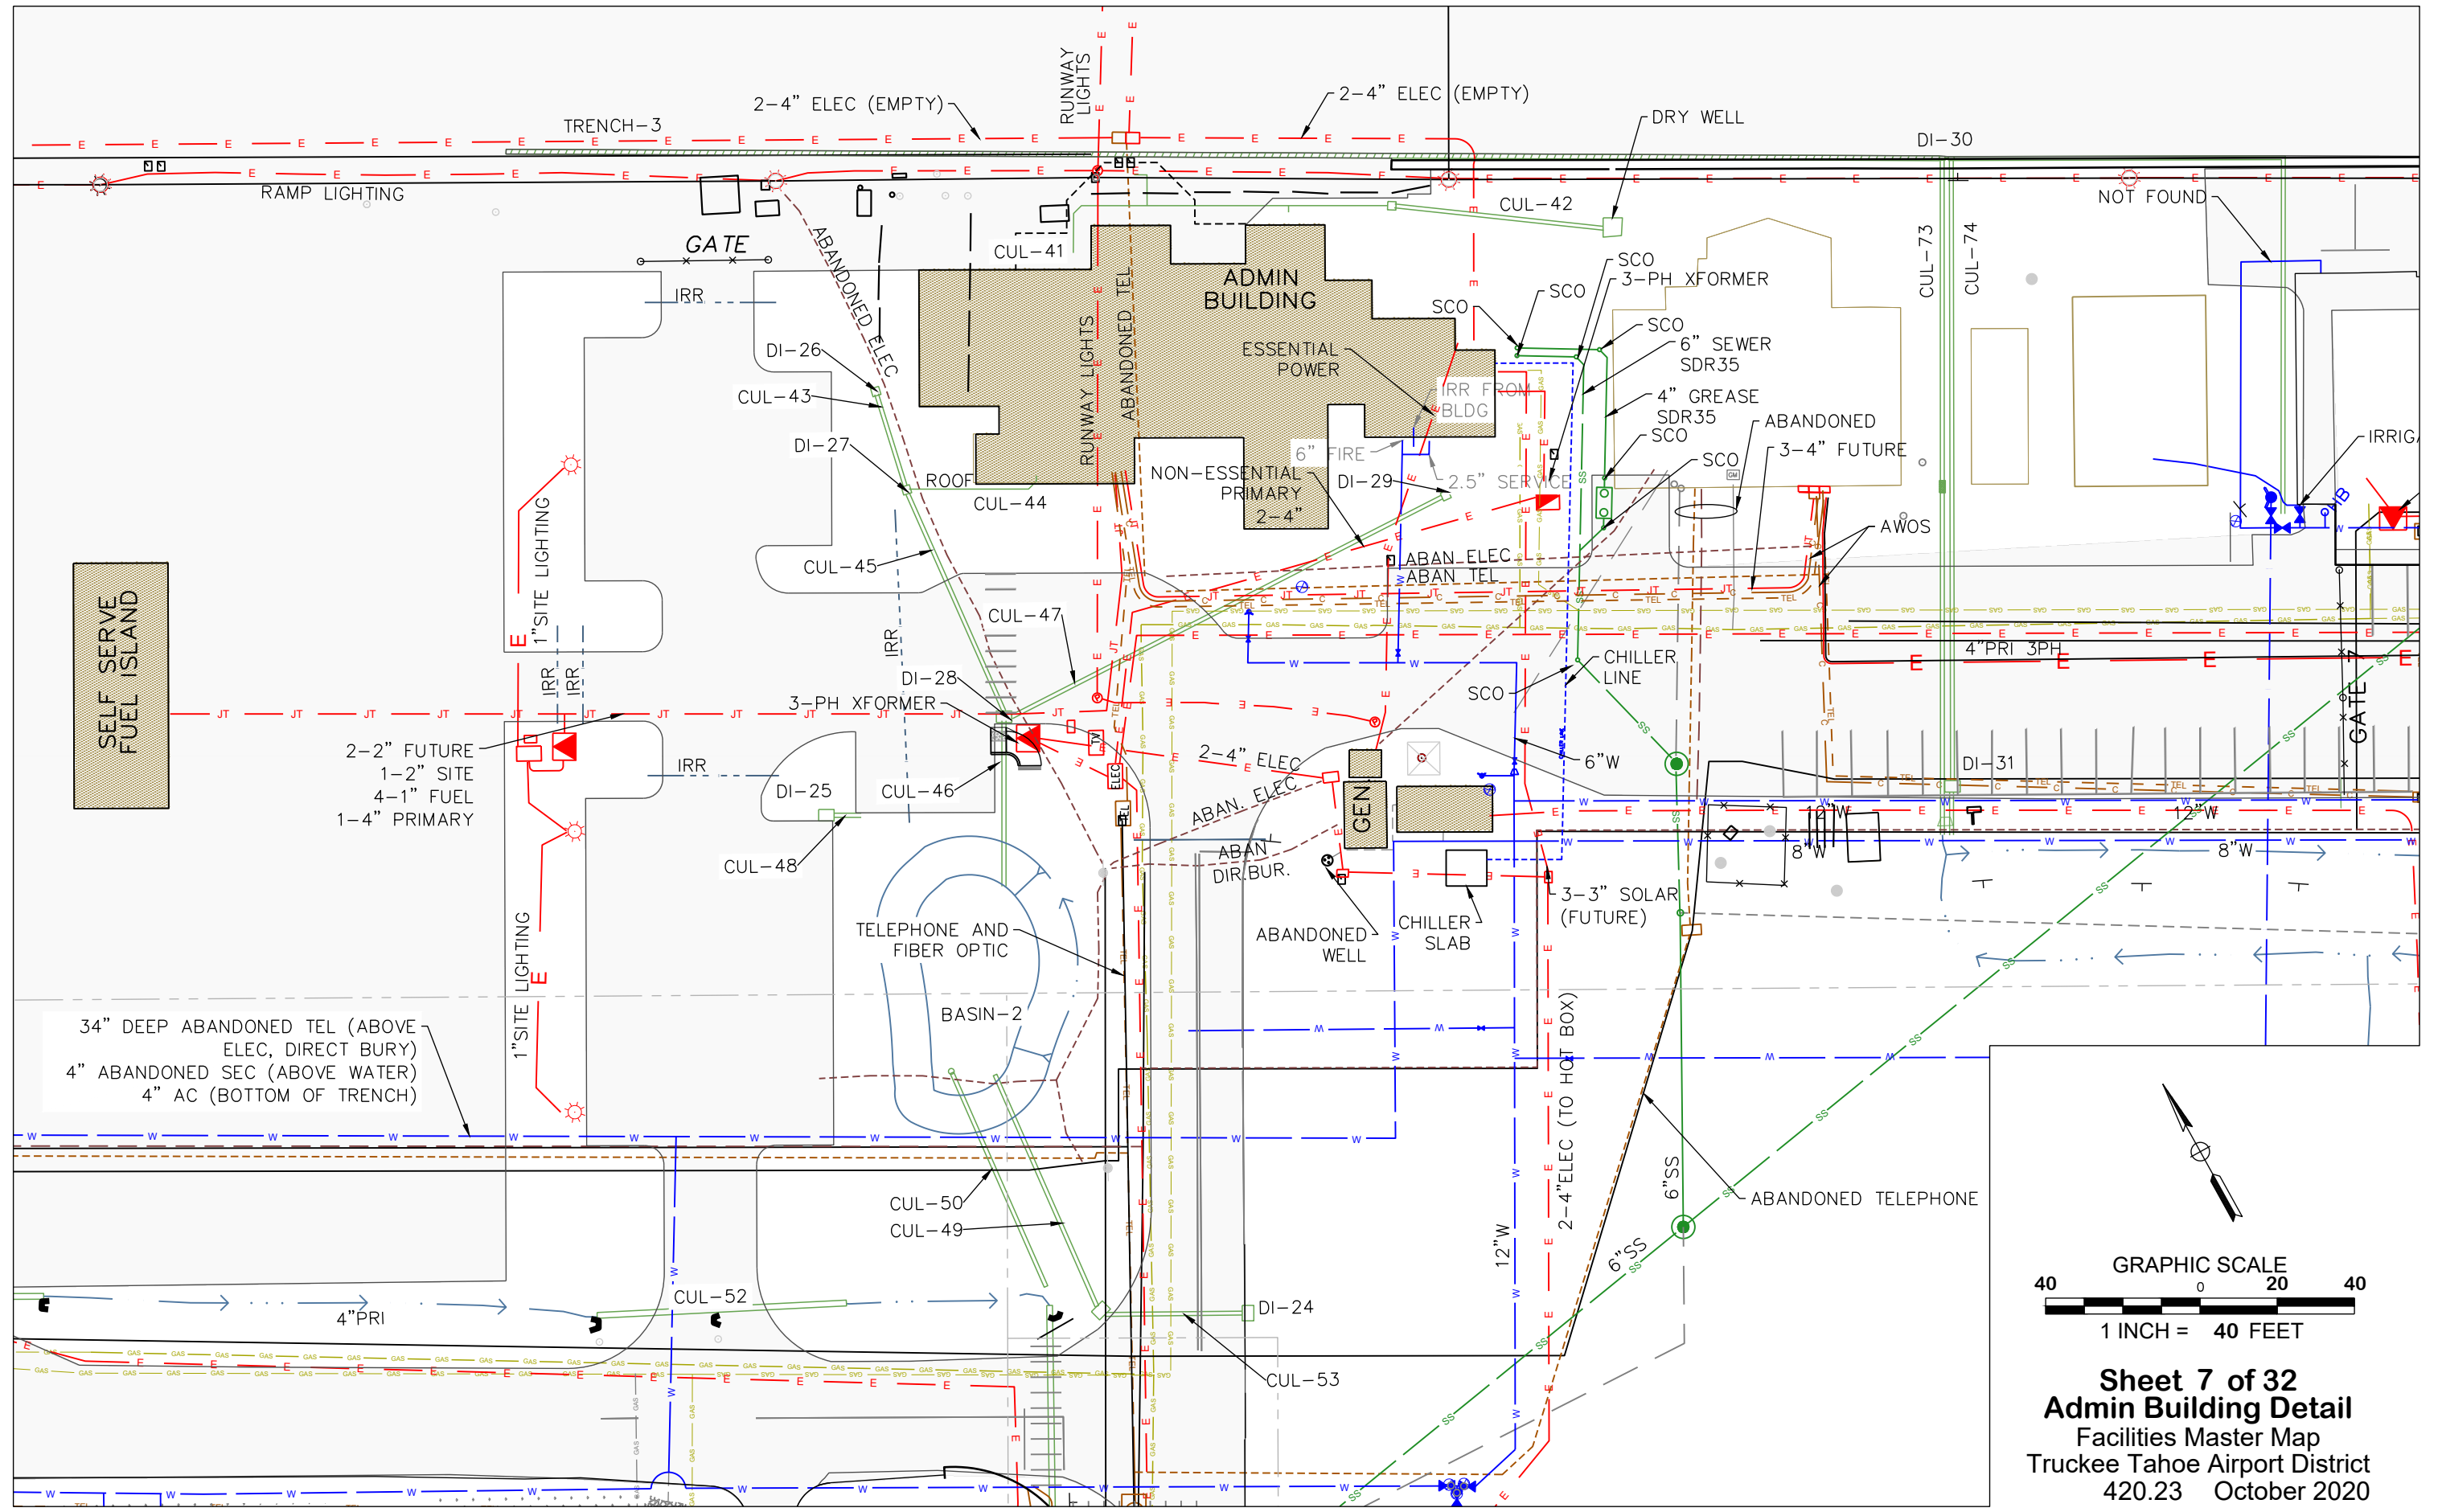 RUNWAY
LIGHTS
2-4" ELEC (EMPTY)
2-4" ELEC (EMPTY)
TRENCH-3
DRY WELL
DI-30
RAMP LIGHTING
NOT FOUND
CUL-42
GATE
CUL-41
ABANDONED ELEC
ABANDONED TEL
RUNWAY LIGHTS
ADMIN
BUILDING
CUL-73
CUL-74
SCO
3-PH XFORMER
SCO
SCO
SCO
IRR
DI-26
CUL-43
ESSENTIAL
POWER
6" SEWER
SDR35
IRR FROM
BLDG
4" GREASE
SDR35
SCO
ABANDONED
DI-27
ROOF
CUL-44
6" FIRE
3-4" FUTURE
SCO
NON-ESSENTIAL
PRIMARY
2-4"
DI-29
2.5" SERVICE
GM
HB
AWOS
1"SITE LIGHTING
CUL-45
ABAN ELEC
ABAN TEL
SELF SERVE
FUEL ISLAND
IRR
CUL-47
IRR
IRR
4"PRI 3PH
CHILLER
LINE
SCO
GATE 7
DI-28
3-PH XFORMER
2-2" FUTURE
1-2" SITE
4-1" FUEL
1-4" PRIMARY
IRR
DI-25
CUL-46
TV
ELEC
TEL
2-4" ELEC
ABAN. ELEC
GEN.
6"W
DI-31
12"W
12"W
8"W
8"W
CUL-48
ABAN
DIR.BUR.
3-3" SOLAR
(FUTURE)
CHILLER
SLAB
ABANDONED
WELL
TELEPHONE AND
FIBER OPTIC
1"SITE LIGHTING
BASIN-2
34" DEEP ABANDONED TEL (ABOVE
ELEC, DIRECT BURY)
4" ABANDONED SEC (ABOVE WATER)
4" AC (BOTTOM OF TRENCH)
2-4"ELEC (TO HOT BOX)
12"W
6"SS
6"SS
ABANDONED TELEPHONE
CUL-50
CUL-49
CUL-52
4"PRI
DI-24
CUL-53
GRAPHIC SCALE
40 0 20 40
1 INCH = 40 FEET
Sheet 7 of 32
Admin Building Detail
Facilities Master Map
Truckee Tahoe Airport District
420.23 October 2020